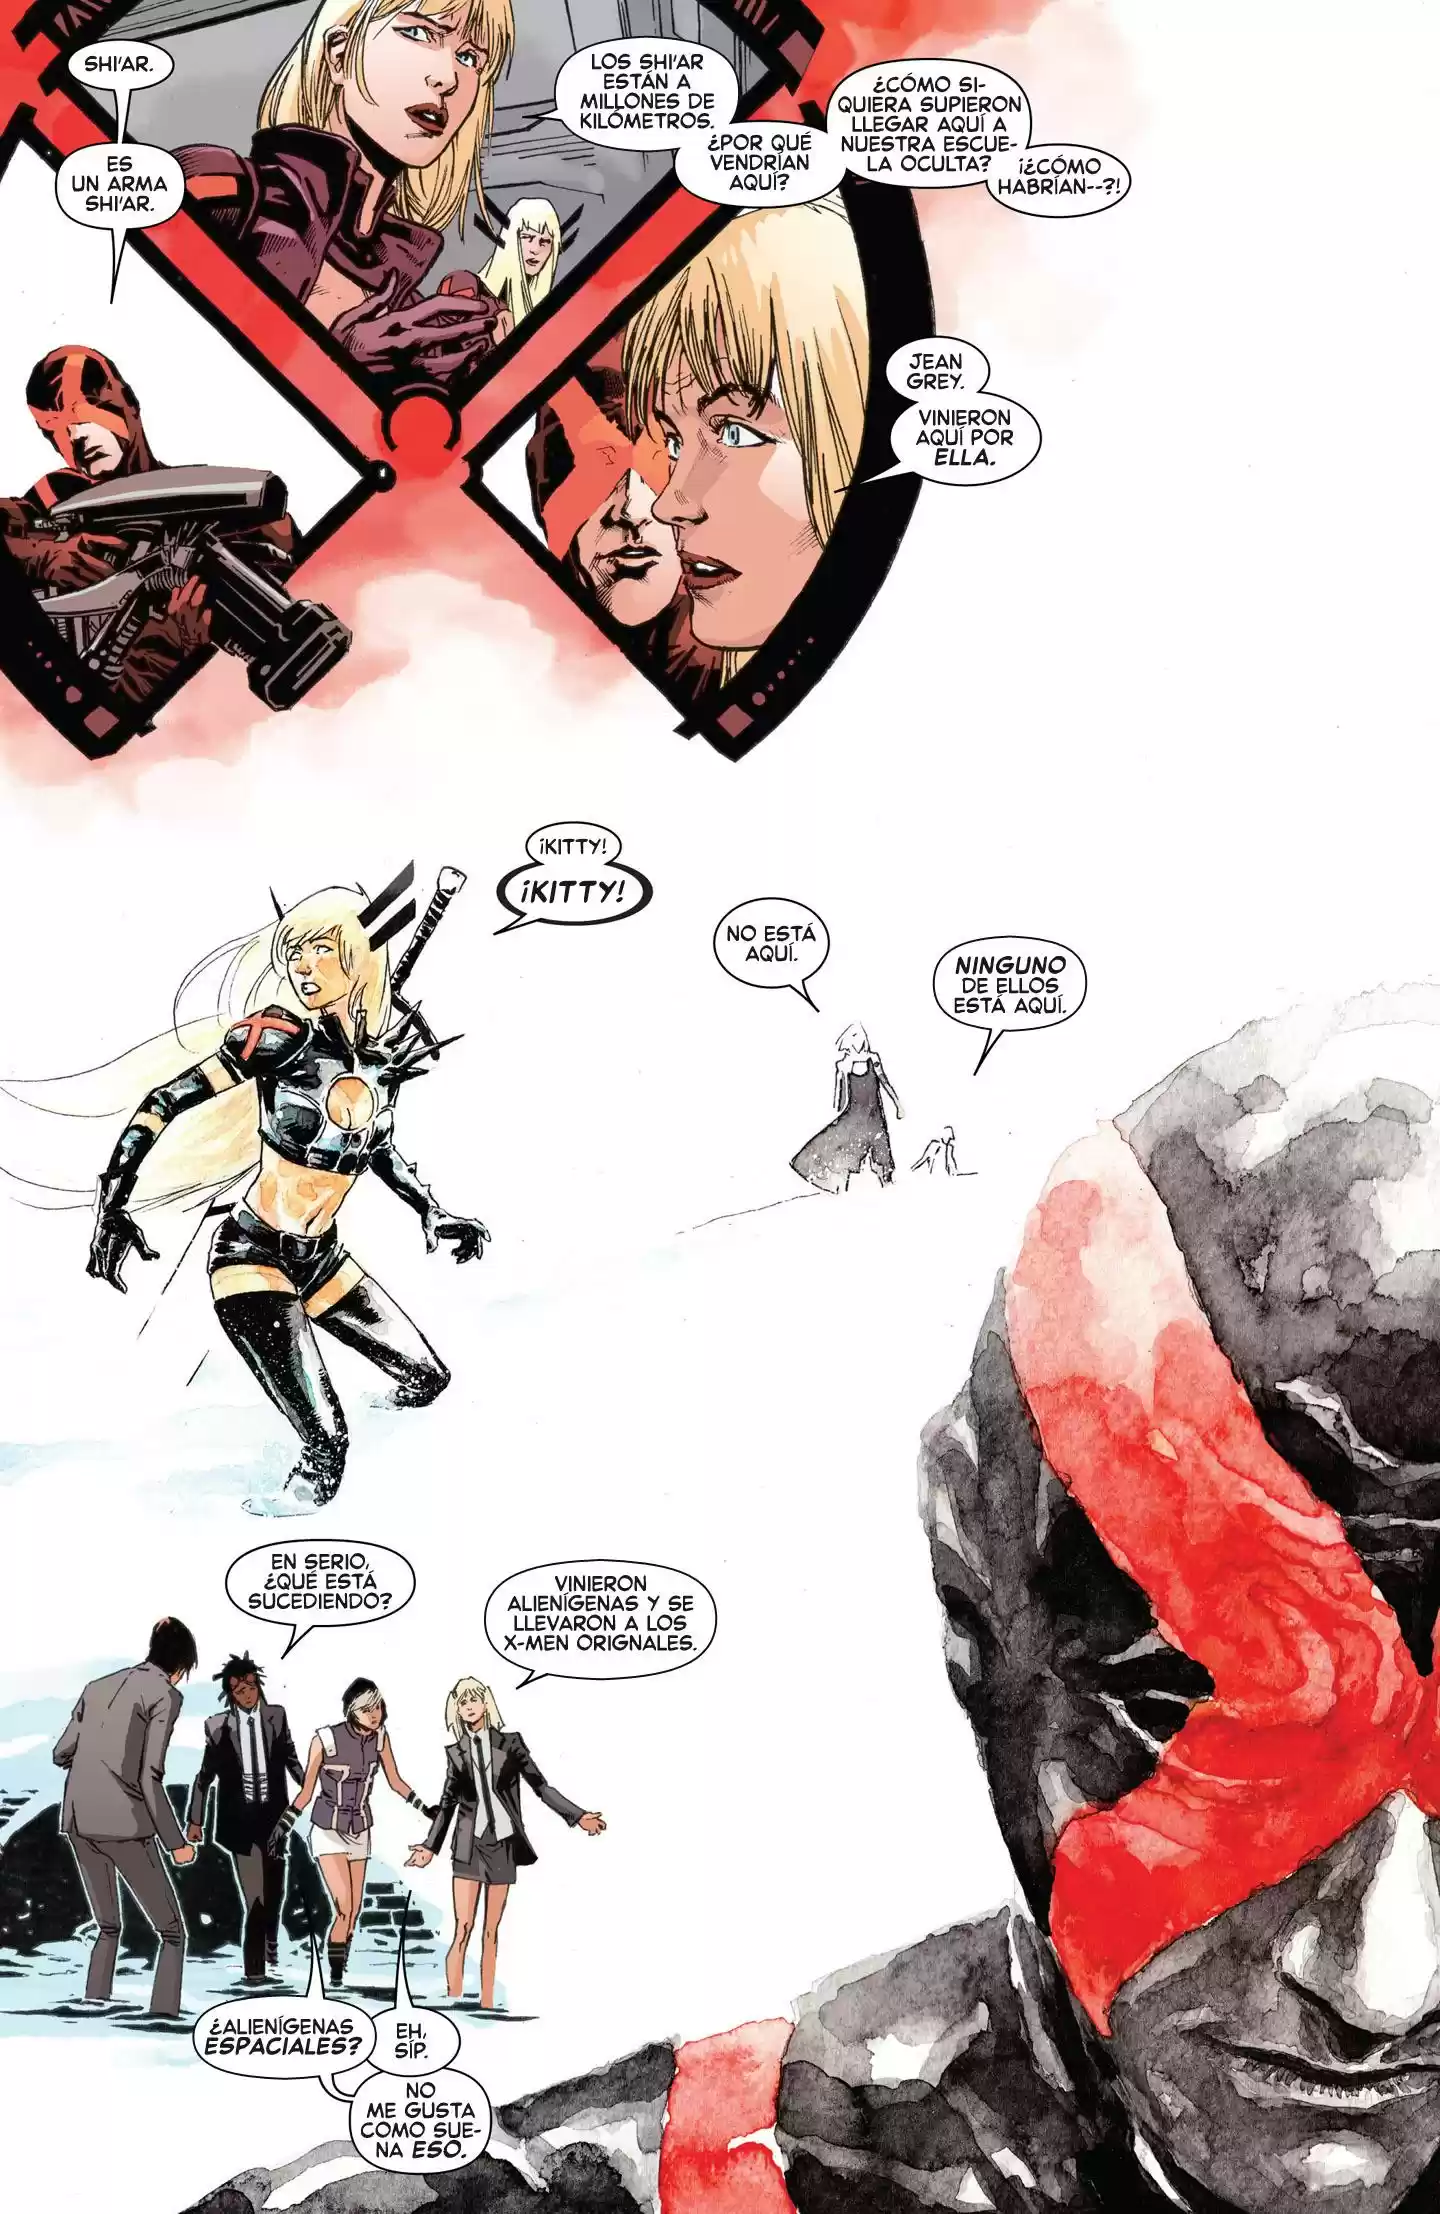 SHI'AR.
ES
UN ARMA
SHI'AR.
LOS SHI'AR
ESTÁN A
MILLONES DE
KILÓMETROS.
¿POR QUÉ
VENDRÍAN
AQUÍ?
¿CÓMO SI-
QUIERA SUPIERON
LLEGAR AQUÍ A
NUESTRA ESCUE-
LA OCULTA?
¡¿CÓMO
HABRÍAN--?!
JEAN
GREY.
VINIERON
AQUÍ POR
ELLA.
¡KITTY!
¡KITTY!
NO ESTÁ
AQUÍ.
NINGUNO
DE ELLOS
ESTÁ AQUÍ.
EN SERIO,
¿QUÉ ESTÁ
SUCEDIENDO?
VINIERON
ALIENÍGENAS Y SE
LLEVARON A LOS
X-MEN ORIGNALES.
¿ALIENÍGENAS
ESPACIALES?
EH,
SÍP.
NO
ME GUSTA
COMO SUE-
NA ESO.